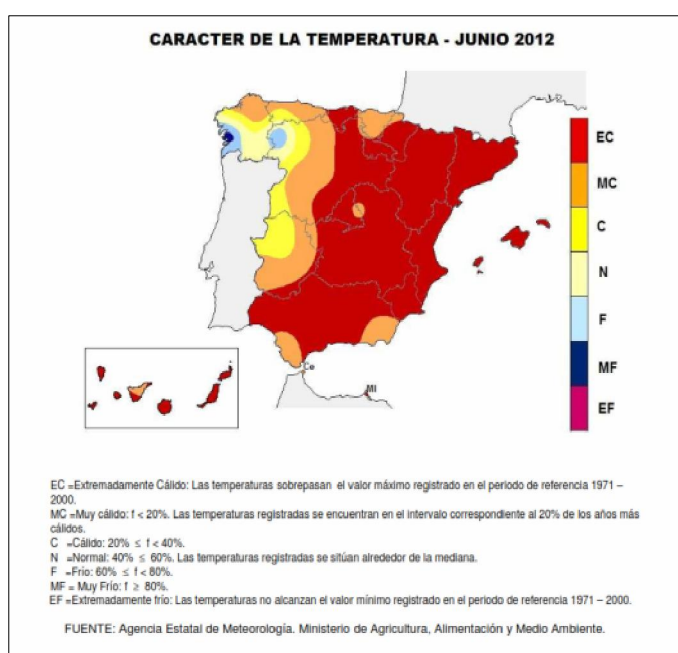 CARACTER DE LA TEMPERATURA - JUNIO 2012
EC
MC
C
N
F
MF
EF
Ce
Ml
EC =Extremadamente Cálido: Las temperaturas sobrepasan el valor máximo registrado en el periodo de referencia 1971 –
2000.
MC =Muy cálido: f < 20%. Las temperaturas registradas se encuentran en el intervalo correspondiente al 20% de los años más
cálidos.
C =Cálido: 20% ≤ f < 40%.
N =Normal: 40% ≤ 60%. Las temperaturas registradas se sitúan alrededor de la mediana.
F =Frío: 60% ≤ f < 80%.
MF = Muy Frío: f ≥ 80%.
EF =Extremadamente frío: Las temperaturas no alcanzan el valor mínimo registrado en el periodo de referencia 1971 – 2000.
FUENTE: Agencia Estatal de Meteorología. Ministerio de Agricultura, Alimentación y Medio Ambiente.